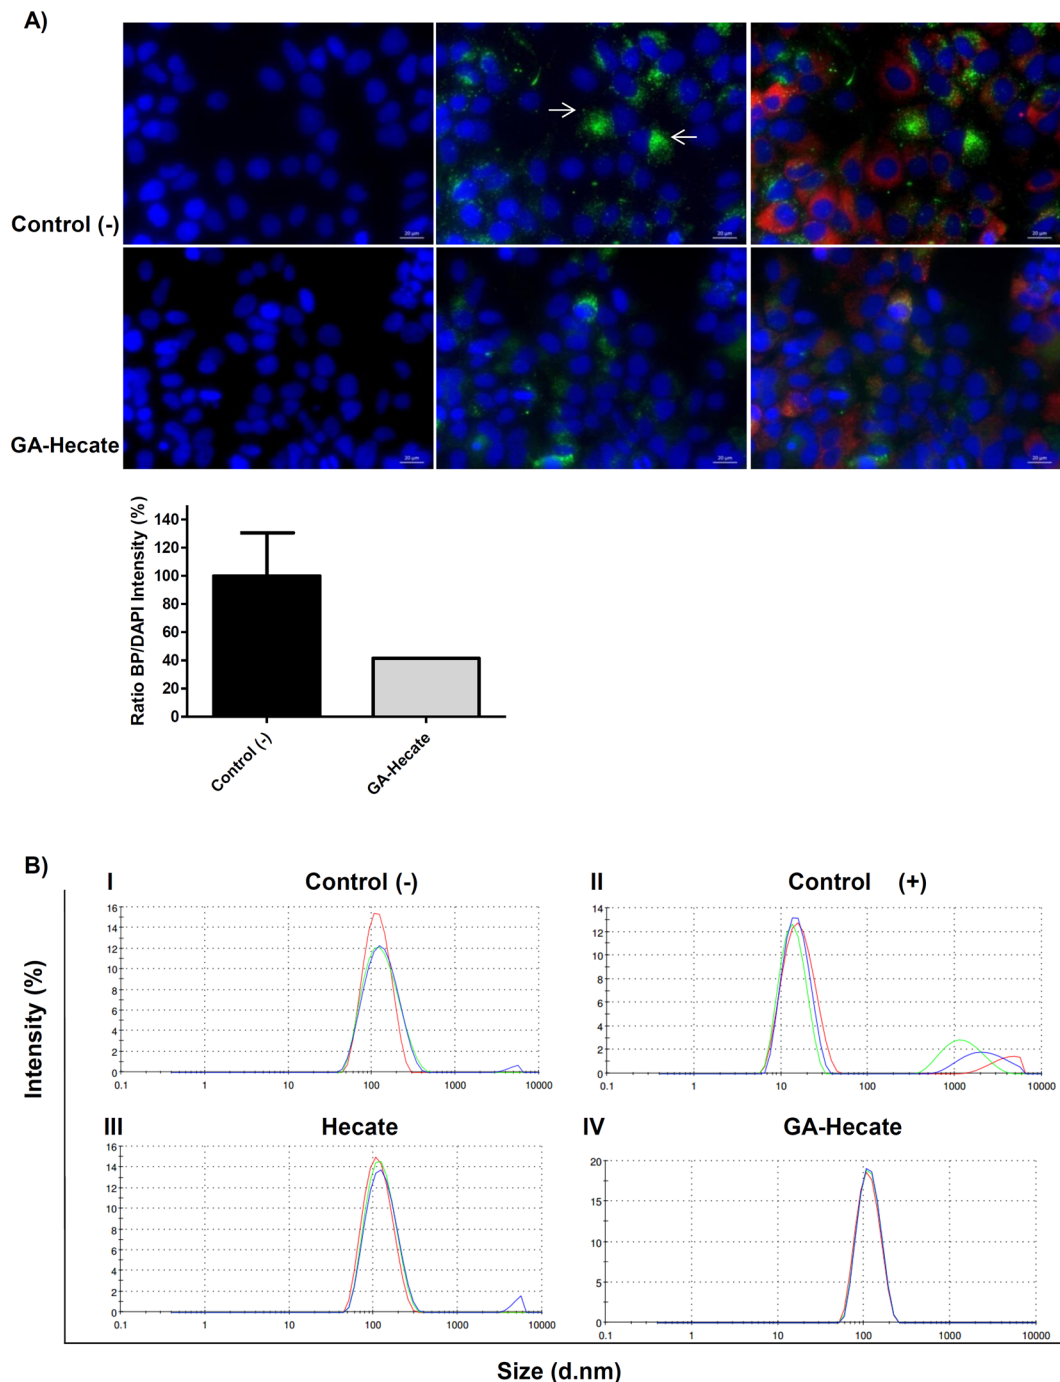 A)
Control (-)
20 µm
20 µm
20 µm
GA-Hecate
20 µm
20 µm
20 µm
Ratio BP/DAPI Intensity (%)
140
120
100
80
60
40
20
0
Control (-)
GA-Hecate
B)
Intensity (%)
I Control (-)
16
14
12
10
8
6
4
2
0
0.1 1 10 100 1000 10000
II Control (+)
14
12
10
8
6
4
2
0
0.1 1 10 100 1000 10000
III Hecate
16
14
12
10
8
6
4
2
0
0.1 1 10 100 1000 10000
IV GA-Hecate
20
15
10
5
0
0.1 1 10 100 1000 10000
Size (d.nm)